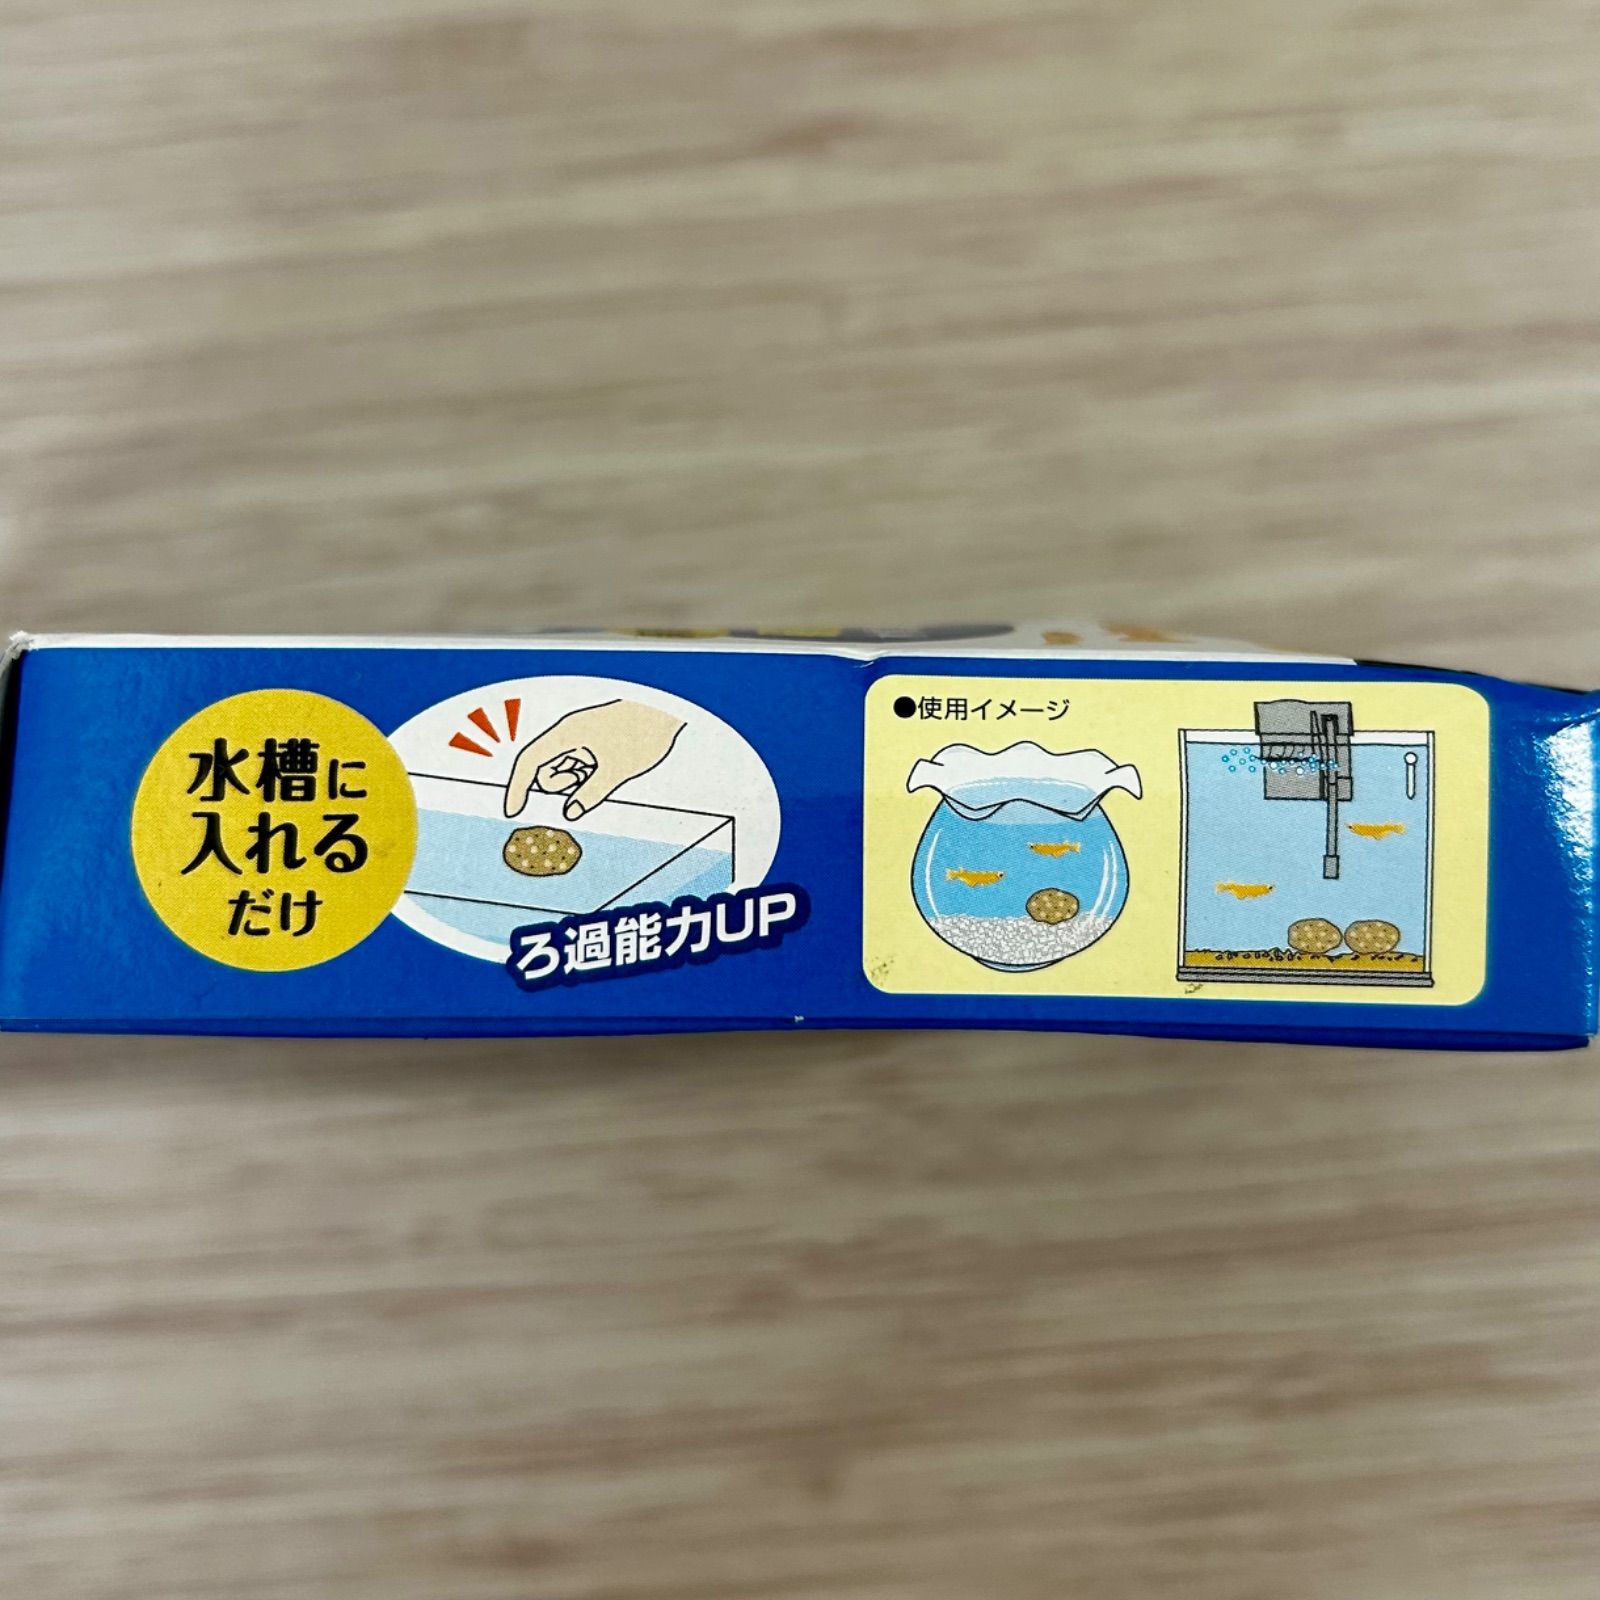 水槽に
入れる
だけ
ろ過能力UP
●使用イメージ